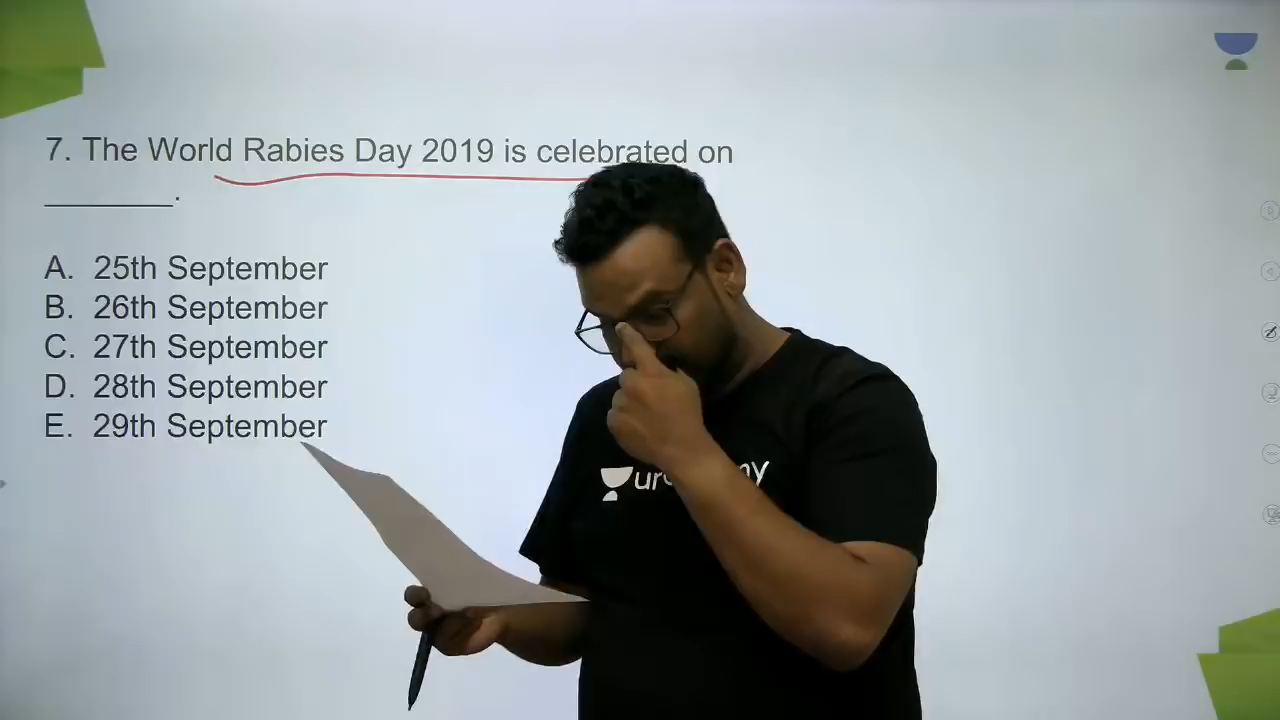 7. The World Rabies Day 2019 is celebrated on
________.
A. 25th September
B. 26th September
C. 27th September
D. 28th September
E. 29th September